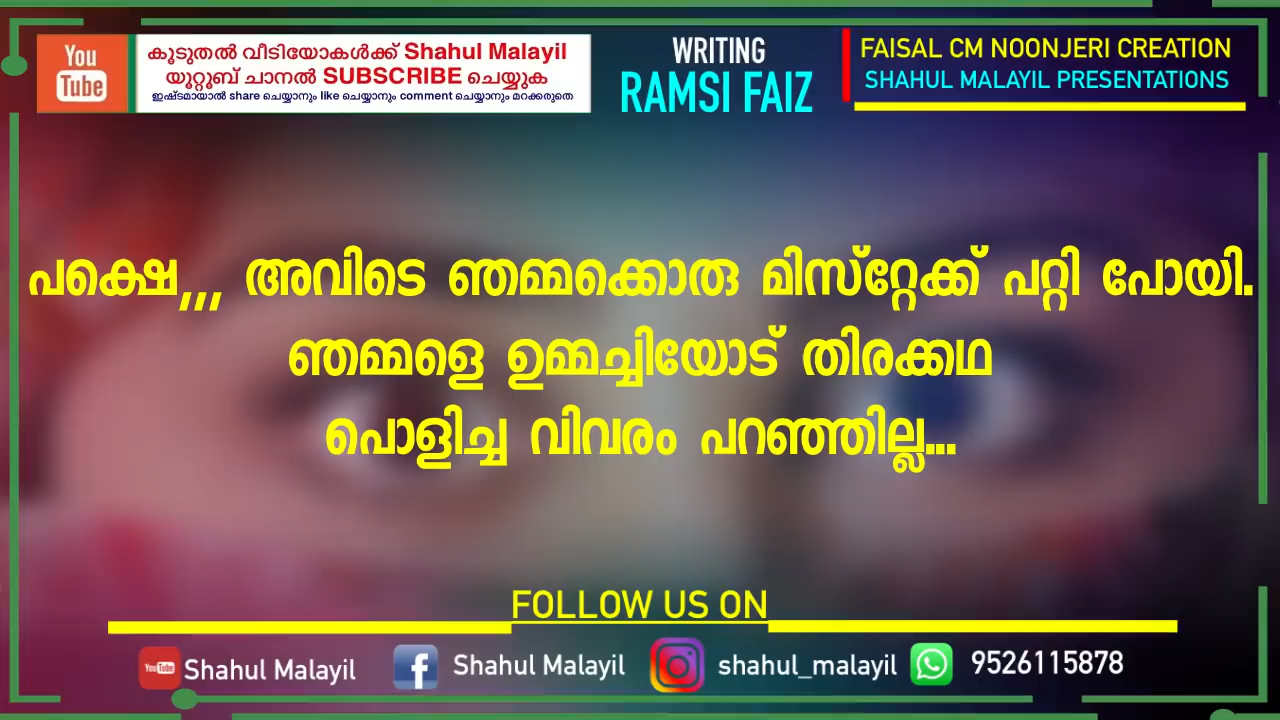 You
Tube
കൂടുതൽ വീടിയോകൾക്ക് Shahul Malayil
യൂറ്റൂബ് ചാനൽ SUBSCRIBE ചെയ്യുക
ഇഷ്ടമായാൽ share ചെയ്യാനും like ചെയ്യാനും comment ചെയ്യാനും മറക്കരുതെ
WRITING
RAMSI FAIZ
FAISAL CM NOONJERI CREATION
SHAHUL MALAYIL PRESENTATIONS
പക്ഷെ,,, അവിടെ ഞമ്മക്കൊരു മിസ്റ്റേക്ക് പറ്റി പോയി.
ഞമ്മളെ ഉമ്മച്ചിയോട് തിരക്കഥ
പൊളിച്ച വിവരം പറഞ്ഞില്ല...
FOLLOW US ON
YouTube Shahul Malayil
f Shahul Malayil
shahul_malayil
9526115878